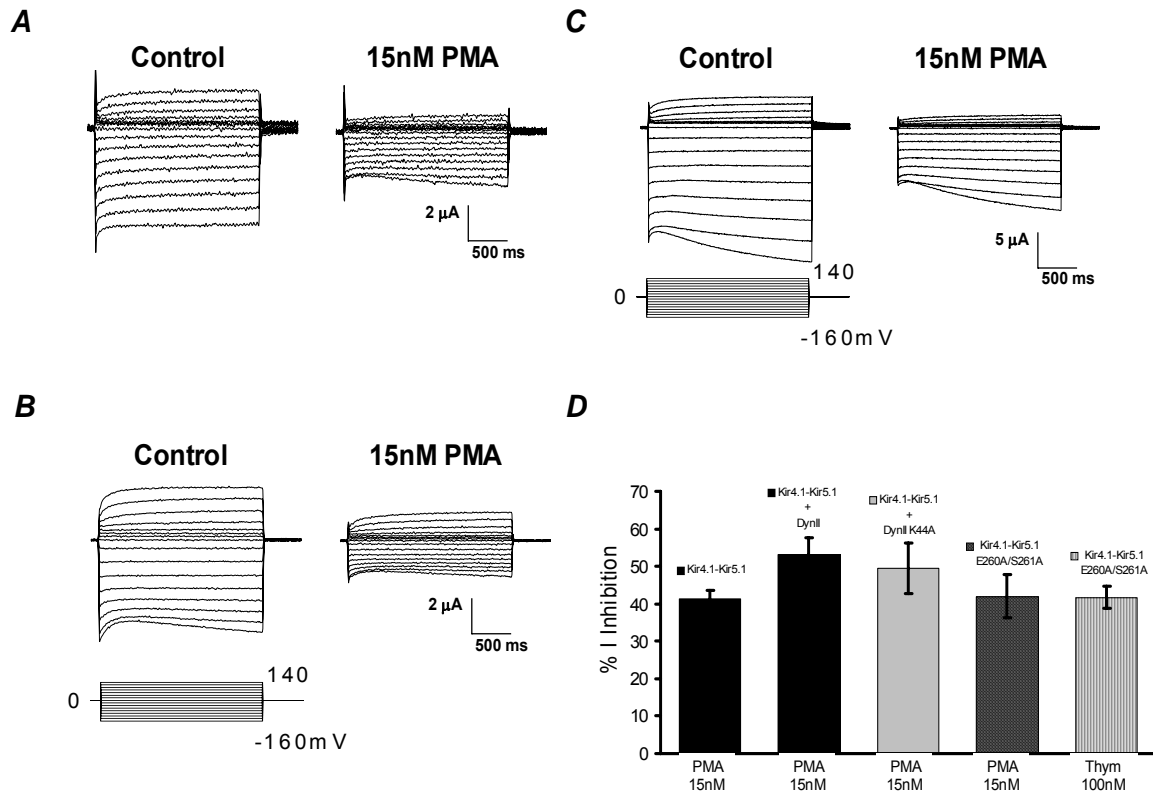 A
Control
15nM PMA
2 µA
500 ms
B
Control
15nM PMA
2 µA
500 ms
0
140
-160mV
C
Control
15nM PMA
5 µA
500 ms
0
140
-160mV
D
% I Inhibition
70
60
50
40
30
20
10
0
Kir4.1-Kir5.1
Kir4.1-Kir5.1
+
DynII
Kir4.1-Kir5.1
+
DynII K44A
Kir4.1-Kir5.1
E260A/S261A
Kir4.1-Kir5.1
E260A/S261A
PMA
15nM
PMA
15nM
PMA
15nM
PMA
15nM
Thym
100nM